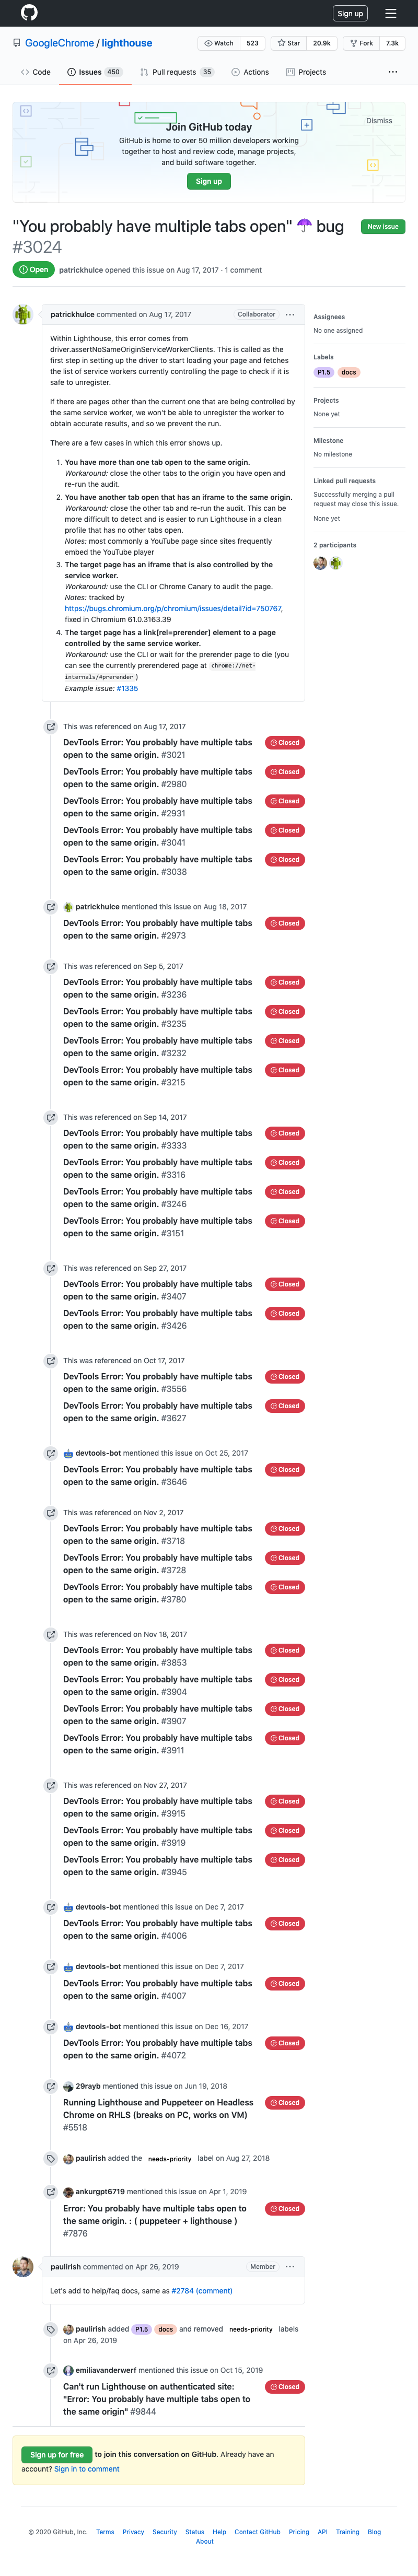 Sign up
GoogleChrome / lighthouse
Watch 523 Star 20.9k Fork 7.3k
Code Issues 450 Pull requests 35 Actions Projects
Join GitHub today
Dismiss
GitHub is home to over 50 million developers working
together to host and review code, manage projects,
and build software together.
Sign up
"You probably have multiple tabs open" ☂️ bug
#3024
New issue
Open patrickhulce opened this issue on Aug 17, 2017 · 1 comment
patrickhulce commented on Aug 17, 2017 Collaborator
Within Lighthouse, this error comes from
driver.assertNoSameOriginServiceWorkerClients. This is called as the
first step in setting up the driver to start loading your page and fetches
the list of service workers currently controlling the page to check if it is
safe to unregister.
If there are pages other than the current one that are being controlled by
the same service worker, we won't be able to unregister the worker to
obtain accurate results, and so we prevent the run.
There are a few cases in which this error shows up.
1. You have more than one tab open to the same origin.
Workaround: close the other tabs to the origin you have open and
re-run the audit.
2. You have another tab open that has an iframe to the same origin.
Workaround: close the other tab and re-run the audit. This can be
more difficult to detect and is easier to run Lighthouse in a clean
profile that has no other tabs open.
Notes: most commonly a YouTube page since sites frequently
embed the YouTube player
3. The target page has an iframe that is also controlled by the
service worker.
Workaround: use the CLI or Chrome Canary to audit the page.
Notes: tracked by
https://bugs.chromium.org/p/chromium/issues/detail?id=750767,
fixed in Chromium 61.0.3163.39
4. The target page has a link[rel=prerender] element to a page
controlled by the same service worker.
Workaround: use the CLI or wait for the prerender page to die (you
can see the currently prerendered page at chrome://net-
internals/#prerender )
Example issue: #1335
This was referenced on Aug 17, 2017
DevTools Error: You probably have multiple tabs
open to the same origin. #3021
Closed
DevTools Error: You probably have multiple tabs
open to the same origin. #2980
Closed
DevTools Error: You probably have multiple tabs
open to the same origin. #2931
Closed
DevTools Error: You probably have multiple tabs
open to the same origin. #3041
Closed
DevTools Error: You probably have multiple tabs
open to the same origin. #3038
Closed
patrickhulce mentioned this issue on Aug 18, 2017
DevTools Error: You probably have multiple tabs
open to the same origin. #2973
Closed
This was referenced on Sep 5, 2017
DevTools Error: You probably have multiple tabs
open to the same origin. #3236
Closed
DevTools Error: You probably have multiple tabs
open to the same origin. #3235
Closed
DevTools Error: You probably have multiple tabs
open to the same origin. #3232
Closed
DevTools Error: You probably have multiple tabs
open to the same origin. #3215
Closed
This was referenced on Sep 14, 2017
DevTools Error: You probably have multiple tabs
open to the same origin. #3333
Closed
DevTools Error: You probably have multiple tabs
open to the same origin. #3316
Closed
DevTools Error: You probably have multiple tabs
open to the same origin. #3246
Closed
DevTools Error: You probably have multiple tabs
open to the same origin. #3151
Closed
This was referenced on Sep 27, 2017
DevTools Error: You probably have multiple tabs
open to the same origin. #3407
Closed
DevTools Error: You probably have multiple tabs
open to the same origin. #3426
Closed
This was referenced on Oct 17, 2017
DevTools Error: You probably have multiple tabs
open to the same origin. #3556
Closed
DevTools Error: You probably have multiple tabs
open to the same origin. #3627
Closed
devtools-bot mentioned this issue on Oct 25, 2017
DevTools Error: You probably have multiple tabs
open to the same origin. #3646
Closed
This was referenced on Nov 2, 2017
DevTools Error: You probably have multiple tabs
open to the same origin. #3718
Closed
DevTools Error: You probably have multiple tabs
open to the same origin. #3728
Closed
DevTools Error: You probably have multiple tabs
open to the same origin. #3780
Closed
This was referenced on Nov 18, 2017
DevTools Error: You probably have multiple tabs
open to the same origin. #3853
Closed
DevTools Error: You probably have multiple tabs
open to the same origin. #3904
Closed
DevTools Error: You probably have multiple tabs
open to the same origin. #3907
Closed
DevTools Error: You probably have multiple tabs
open to the same origin. #3911
Closed
This was referenced on Nov 27, 2017
DevTools Error: You probably have multiple tabs
open to the same origin. #3915
Closed
DevTools Error: You probably have multiple tabs
open to the same origin. #3919
Closed
DevTools Error: You probably have multiple tabs
open to the same origin. #3945
Closed
devtools-bot mentioned this issue on Dec 7, 2017
DevTools Error: You probably have multiple tabs
open to the same origin. #4006
Closed
devtools-bot mentioned this issue on Dec 7, 2017
DevTools Error: You probably have multiple tabs
open to the same origin. #4007
Closed
devtools-bot mentioned this issue on Dec 16, 2017
DevTools Error: You probably have multiple tabs
open to the same origin. #4072
Closed
29rayb mentioned this issue on Jun 19, 2018
Running Lighthouse and Puppeteer on Headless
Chrome on RHLS (breaks on PC, works on VM)
#5518
Closed
paulirish added the needs-priority label on Aug 27, 2018
ankurgpt6719 mentioned this issue on Apr 1, 2019
Error: You probably have multiple tabs open to
the same origin. : ( puppeteer + lighthouse )
#7876
Closed
paulirish commented on Apr 26, 2019 Member
Let's add to help/faq docs, same as #2784 (comment)
paulirish added P1.5 docs and removed needs-priority labels
on Apr 26, 2019
emiliavanderwerf mentioned this issue on Oct 15, 2019
Can't run Lighthouse on authenticated site:
"Error: You probably have multiple tabs open to
the same origin" #9844
Closed
Sign up for free to join this conversation on GitHub. Already have an
account? Sign in to comment
Assignees
No one assigned
Labels
P1.5 docs
Projects
None yet
Milestone
No milestone
Linked pull requests
Successfully merging a pull
request may close this issue.
None yet
2 participants
© 2020 GitHub, Inc. Terms Privacy Security Status Help Contact GitHub Pricing API Training Blog
About